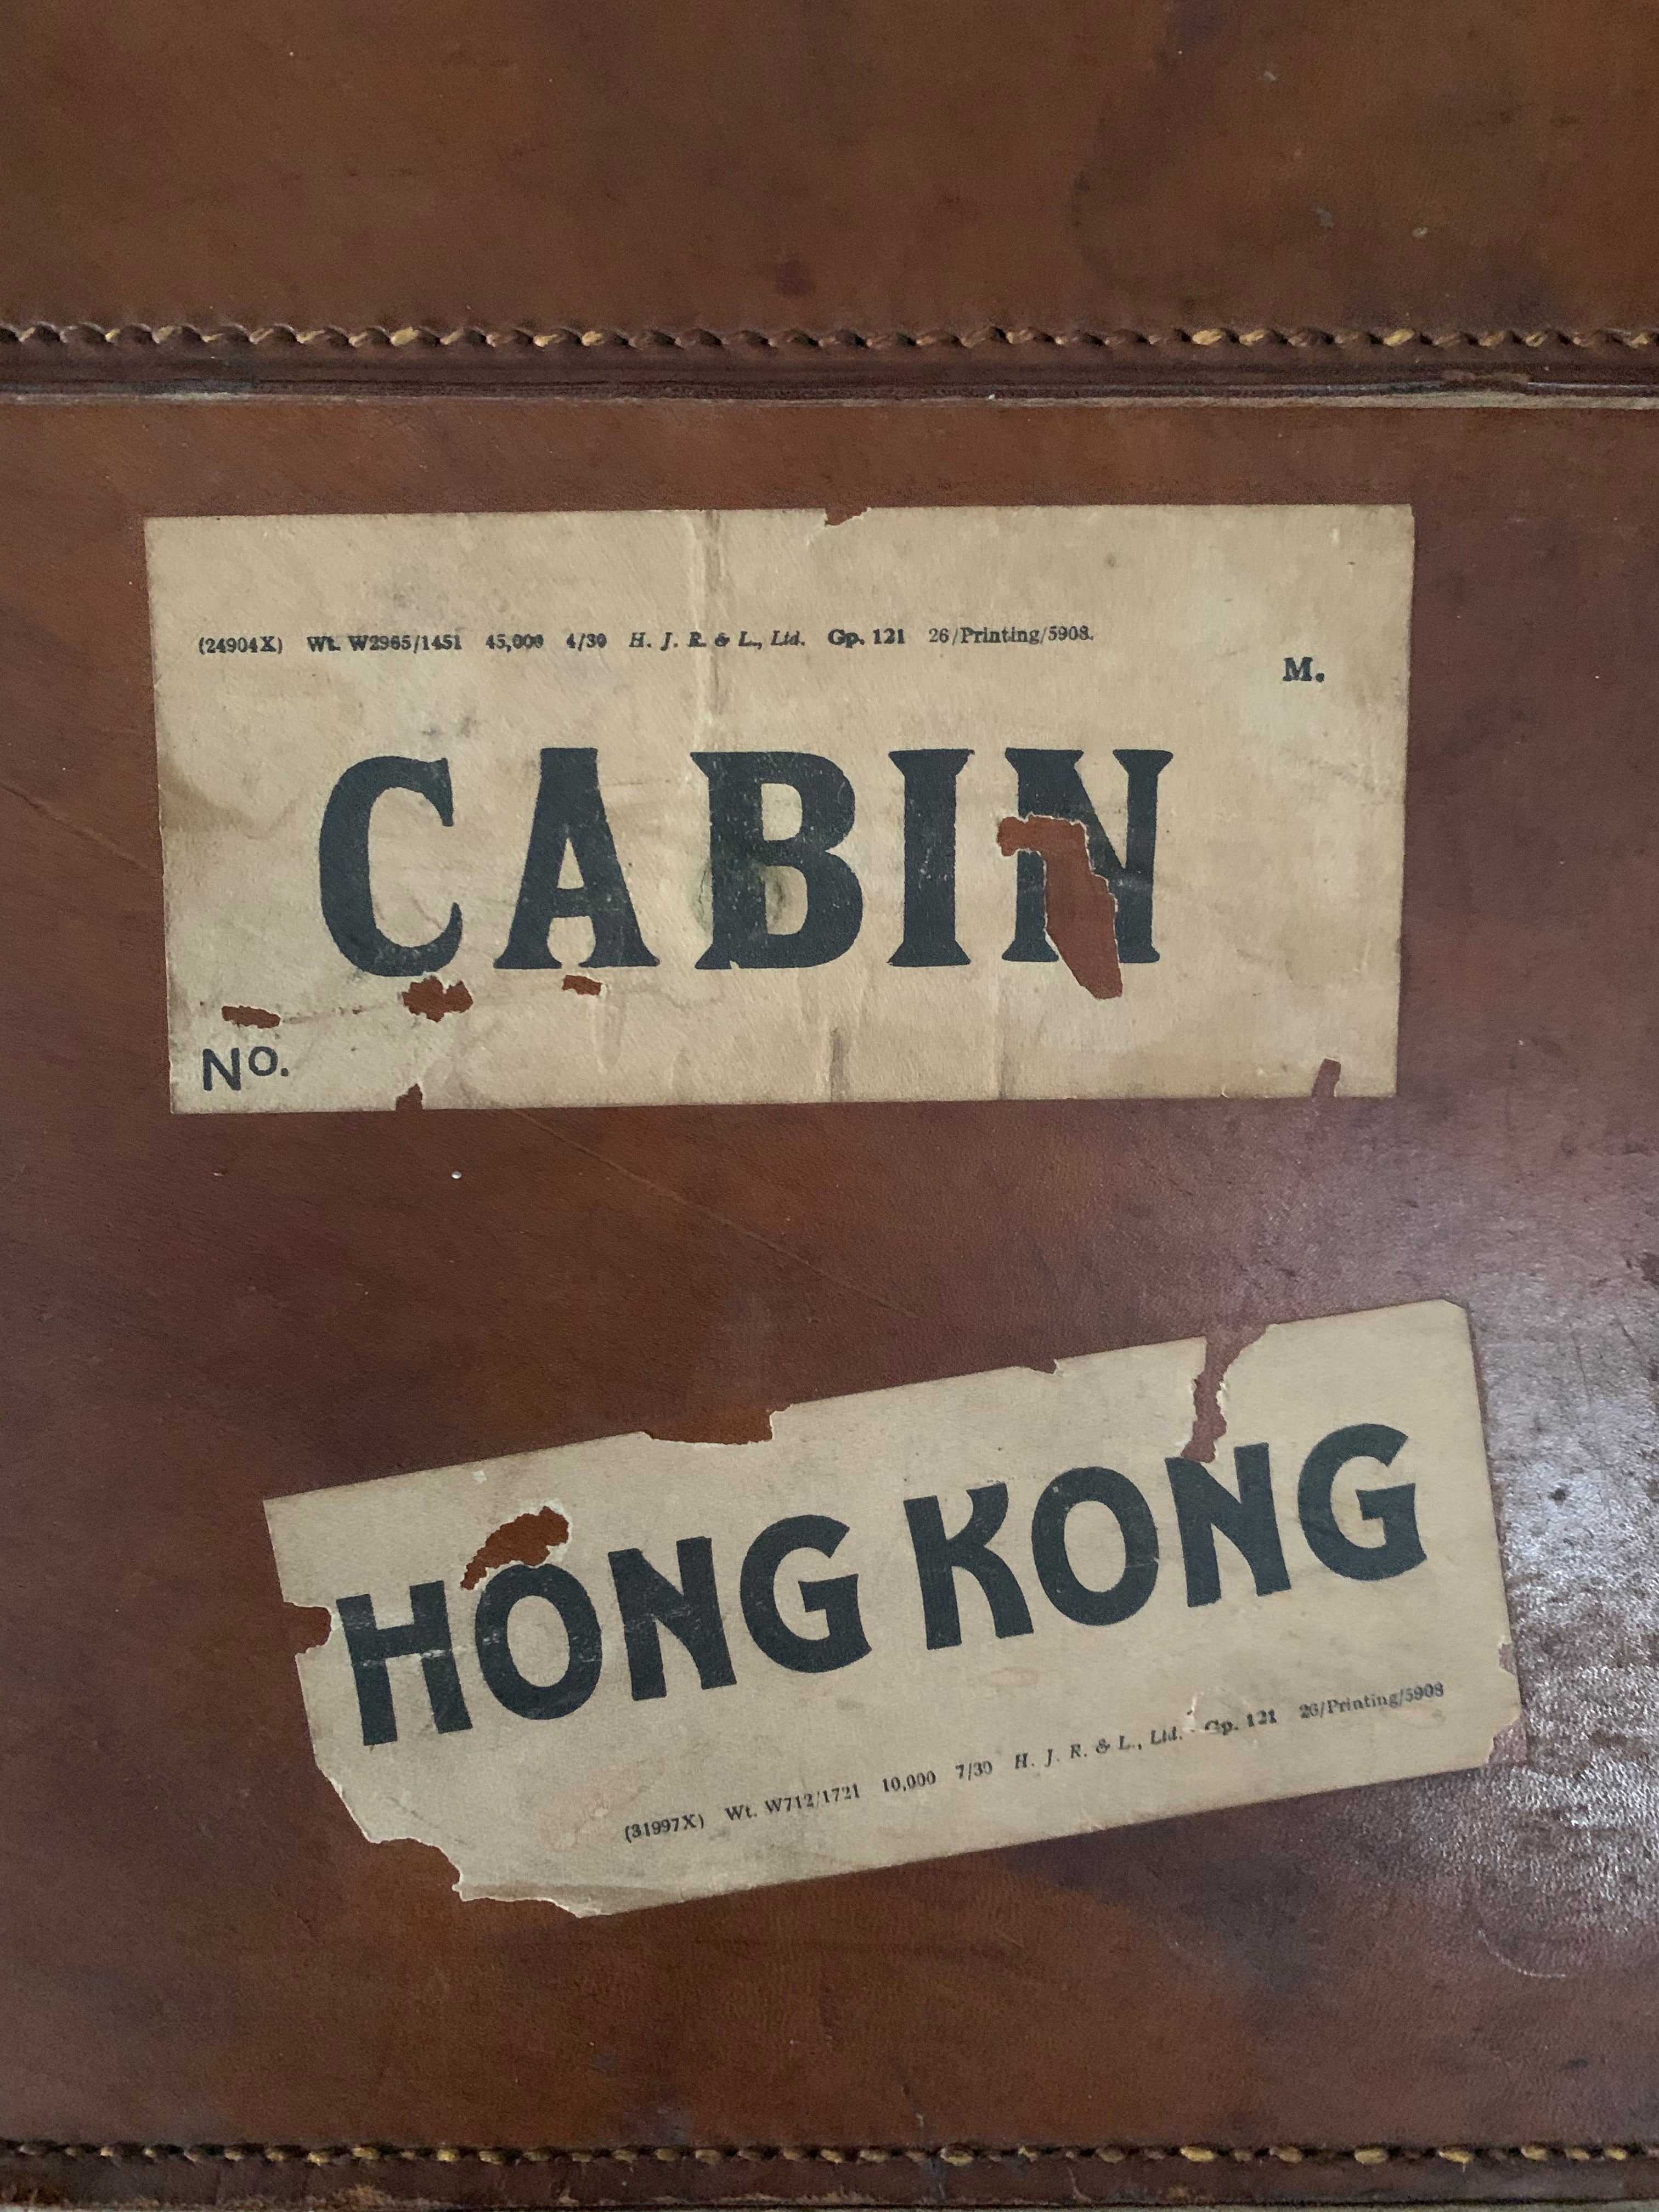 (24904X) Wt. W2965/1451 45,000 4/30 H. J. R. & L., Ltd. Gp. 121 26/Printing/5908.
M.
CABIN
No.
HONG KONG
(31997X) Wt. W712/1721 10,000 7/30 H. J. R. & L., Ltd. Gp. 121 26/Printing/5908